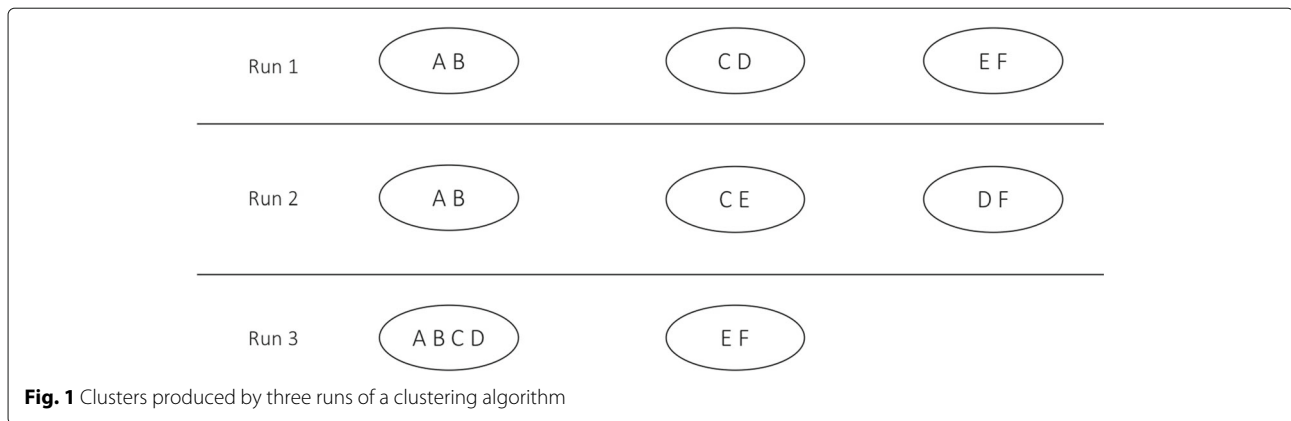 Run 1 A B C D E F
Run 2 A B C E D F
Run 3 A B C D E F
Fig. 1 Clusters produced by three runs of a clustering algorithm